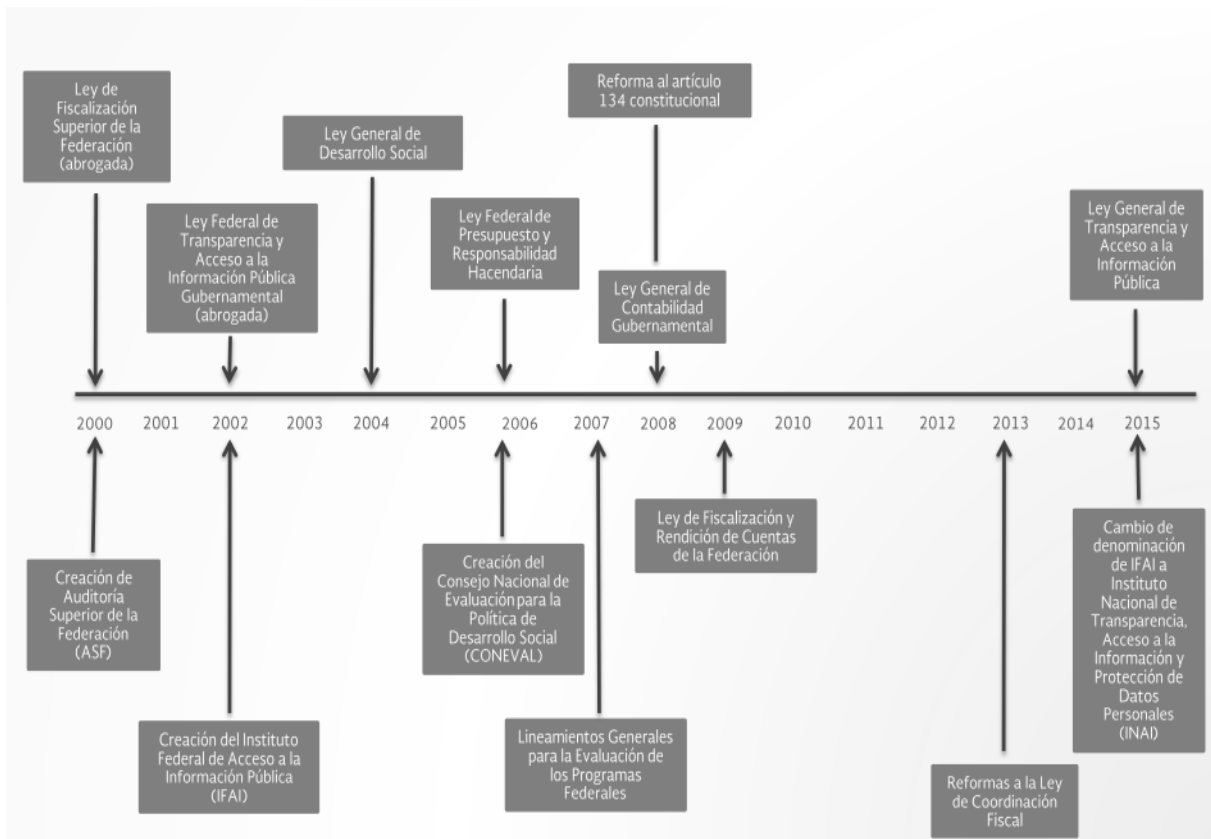 Ley de
Fiscalización
Superior de la
Federación
(abrogada)
Ley Federal de
Transparencia y
Acceso a la
Información Pública
Gubernamental
(abrogada)
Ley General de
Desarrollo Social
Ley Federal de
Presupuesto y
Responsabilidad
Hacendaria
Reforma al artículo
134 constitucional
Ley General de
Contabilidad
Gubernamental
Ley General de
Transparencia y
Acceso a la
Información
Pública
2000 2001 2002 2003 2004 2005 2006 2007 2008 2009 2010 2011 2012 2013 2014 2015
Creación de
Auditoría
Superior de la
Federación
(ASF)
Creación del Instituto
Federal de Acceso a la
Información Pública
(IFAI)
Creación del
Consejo Nacional de
Evaluación para la
Política de
Desarrollo Social
(CONEVAL)
Lineamientos Generales
para la Evaluación de
los Programas
Federales
Ley de Fiscalización y
Rendición de Cuentas
de la Federación
Reformas a la Ley
de Coordinación
Fiscal
Cambio de
denominación
de IFAI a
Instituto
Nacional de
Transparencia,
Acceso a la
Información y
Protección de
Datos
Personales
(INAI)